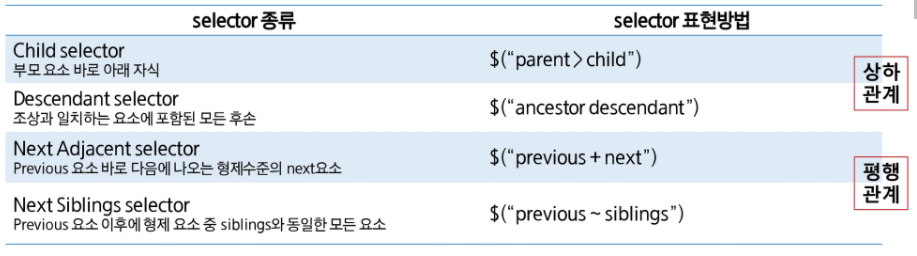 selector 종류 selector 표현방법
Child selector
부모 요소 바로 아래 자식
$(“parent > child”)
Descendant selector
조상과 일치하는 요소에 포함된 모든 후손
$(“ancestor descendant”)
상하
관계
Next Adjacent selector
Previous 요소 바로 다음에 나오는 형제수준의 next요소
$(“previous + next”)
Next Siblings selector
Previous 요소 이후에 형제 요소 중 siblings와 동일한 모든 요소
$(“previous ~ siblings”)
평행
관계